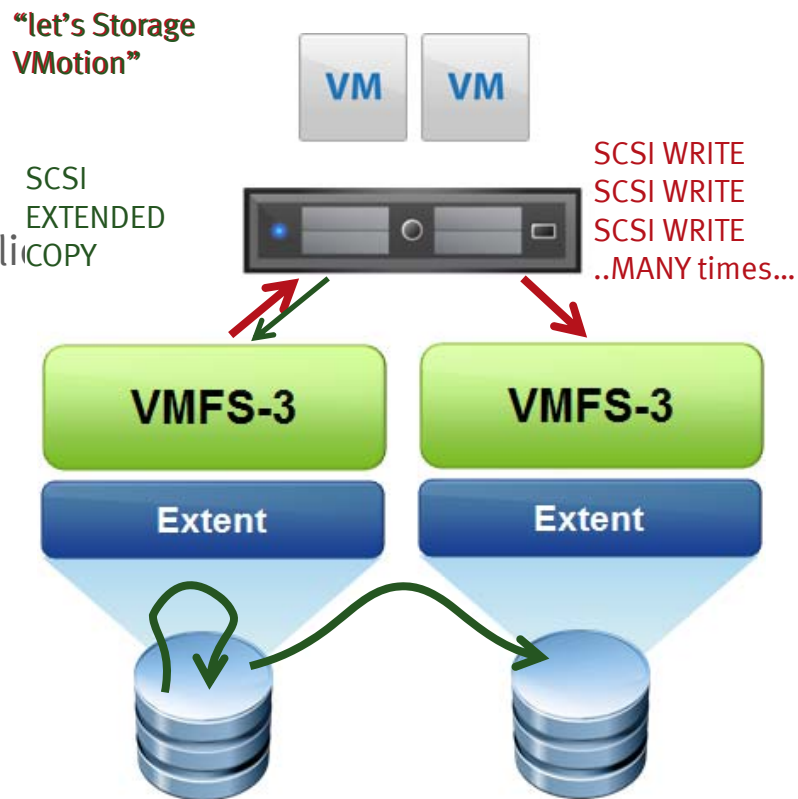 “let’s Storage
VMotion”
VM VM
SCSI
EXTENDED
COPY
SCSI WRITE
SCSI WRITE
SCSI WRITE
..MANY times...
VMFS-3 VMFS-3
Extent Extent